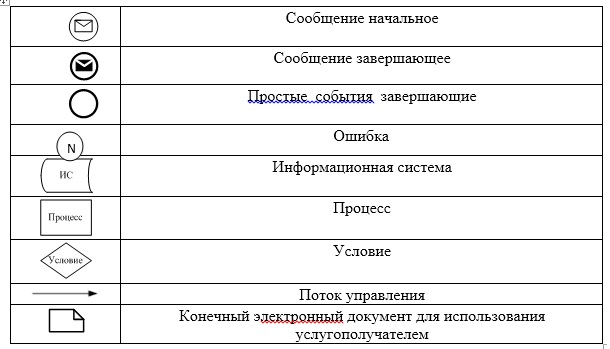 Сообщение начальное
Сообщение завершающее
Простые события завершающие
N
Ошибка
ИС
Информационная система
Процесс
Процесс
Условие
Условие
Поток управления
Конечный электронный документ для использования
услугополучателем